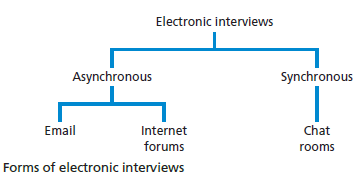 Electronic interviews
Asynchronous
Synchronous
Email
Internet
forums
Chat
rooms
Forms of electronic interviews